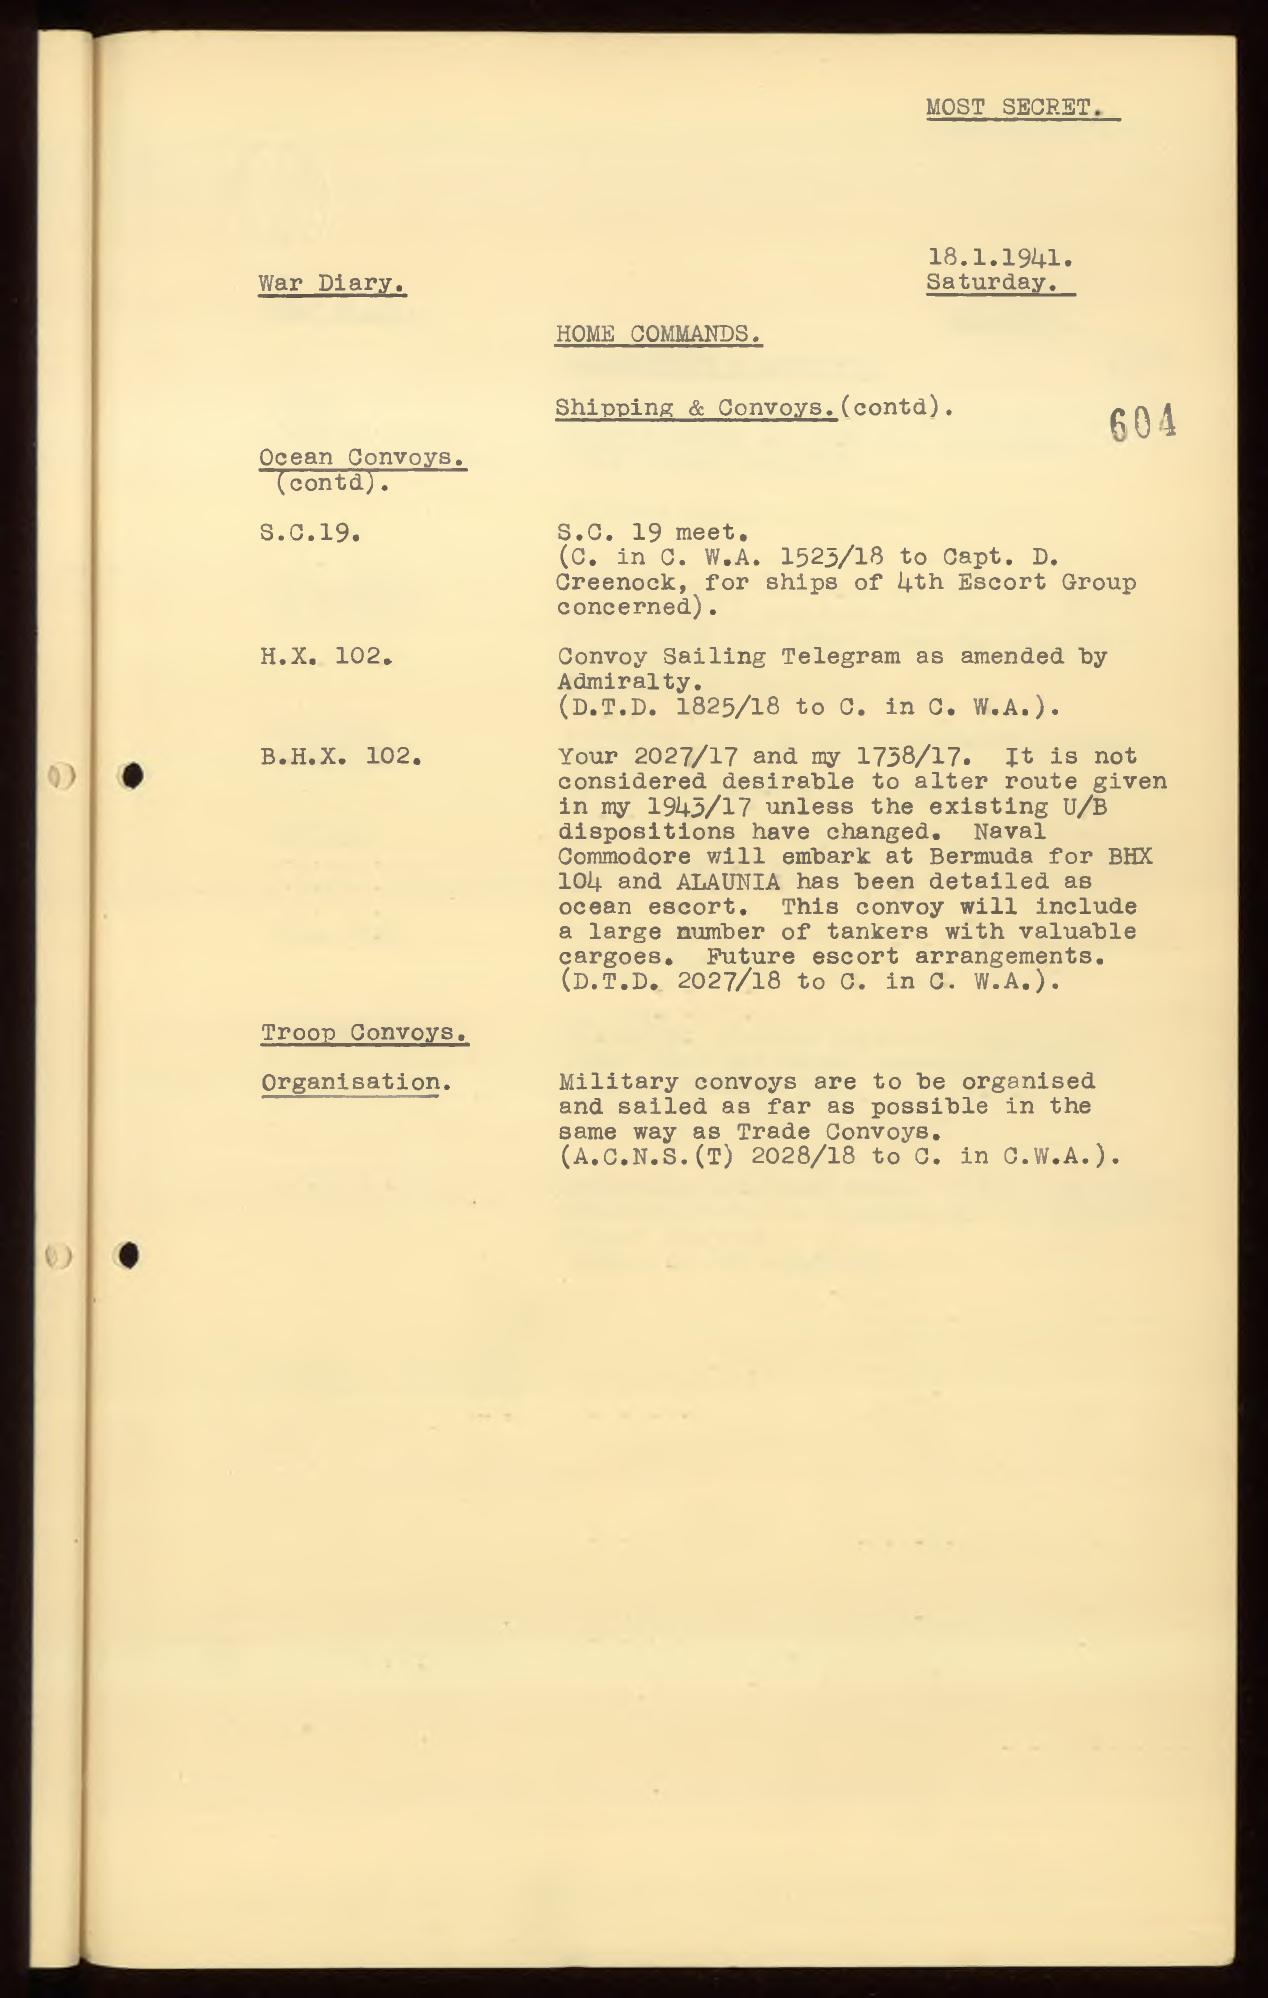 MOST SECRET.
18.1.1941.
War Diary.
Saturday.
HOME COMMANDS.
Shipping & Convoys.(contd).
604
Ocean Convoys.
(contd).
S.C.19.
S.C. 19 meet.
(C. in C. W.A. 1523/18 to Capt. D.
Greenock, for ships of 4th Escort Group
concerned).
H.X. 102.
Convoy Sailing Telegram as amended by
Admiralty.
(D.T.D. 1825/18 to C. in C. W.A.).
B.H.X. 102.
Your 2027/17 and my 1738/17. It is not
considered desirable to alter route given
in my 1943/17 unless the existing U/B
dispositions have changed. Naval
Commodore will embark at Bermuda for BHX
104 and ALAUNIA has been detailed as
ocean escort. This convoy will include
a large number of tankers with valuable
cargoes. Future escort arrangements.
(D.T.D. 2027/18 to C. in C. W.A.).
Troop Convoys.
Organisation.
Military convoys are to be organised
and sailed as far as possible in the
same way as Trade Convoys.
(A.C.N.S.(T) 2028/18 to C. in C.W.A.).